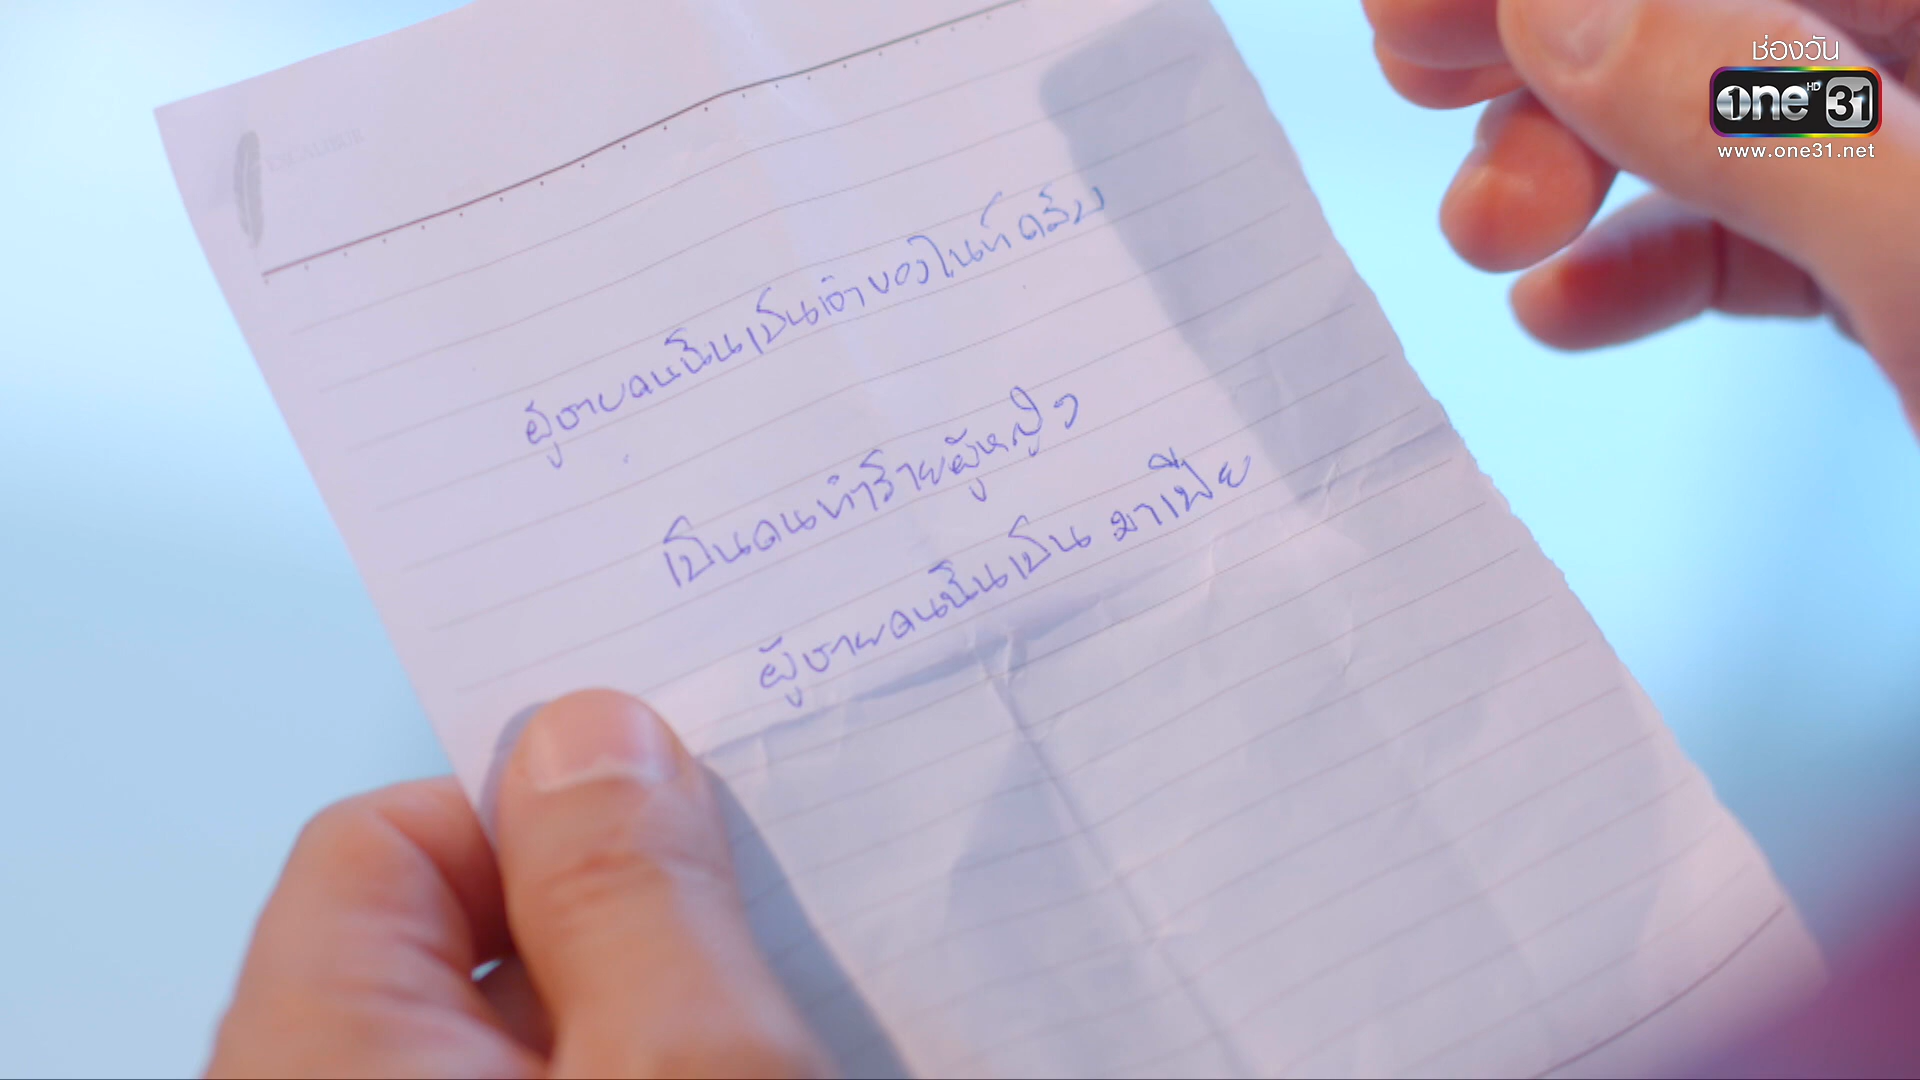 ช่องวัน
one HD 31
www.one31.net
EXCALIBUR
ผู้ชายคนนั้นเป็นเจ้าของไนท์คลับ
เป็นคนทำร้ายผู้หญิง
ผู้ชายคนนั้นเป็น มาเฟีย